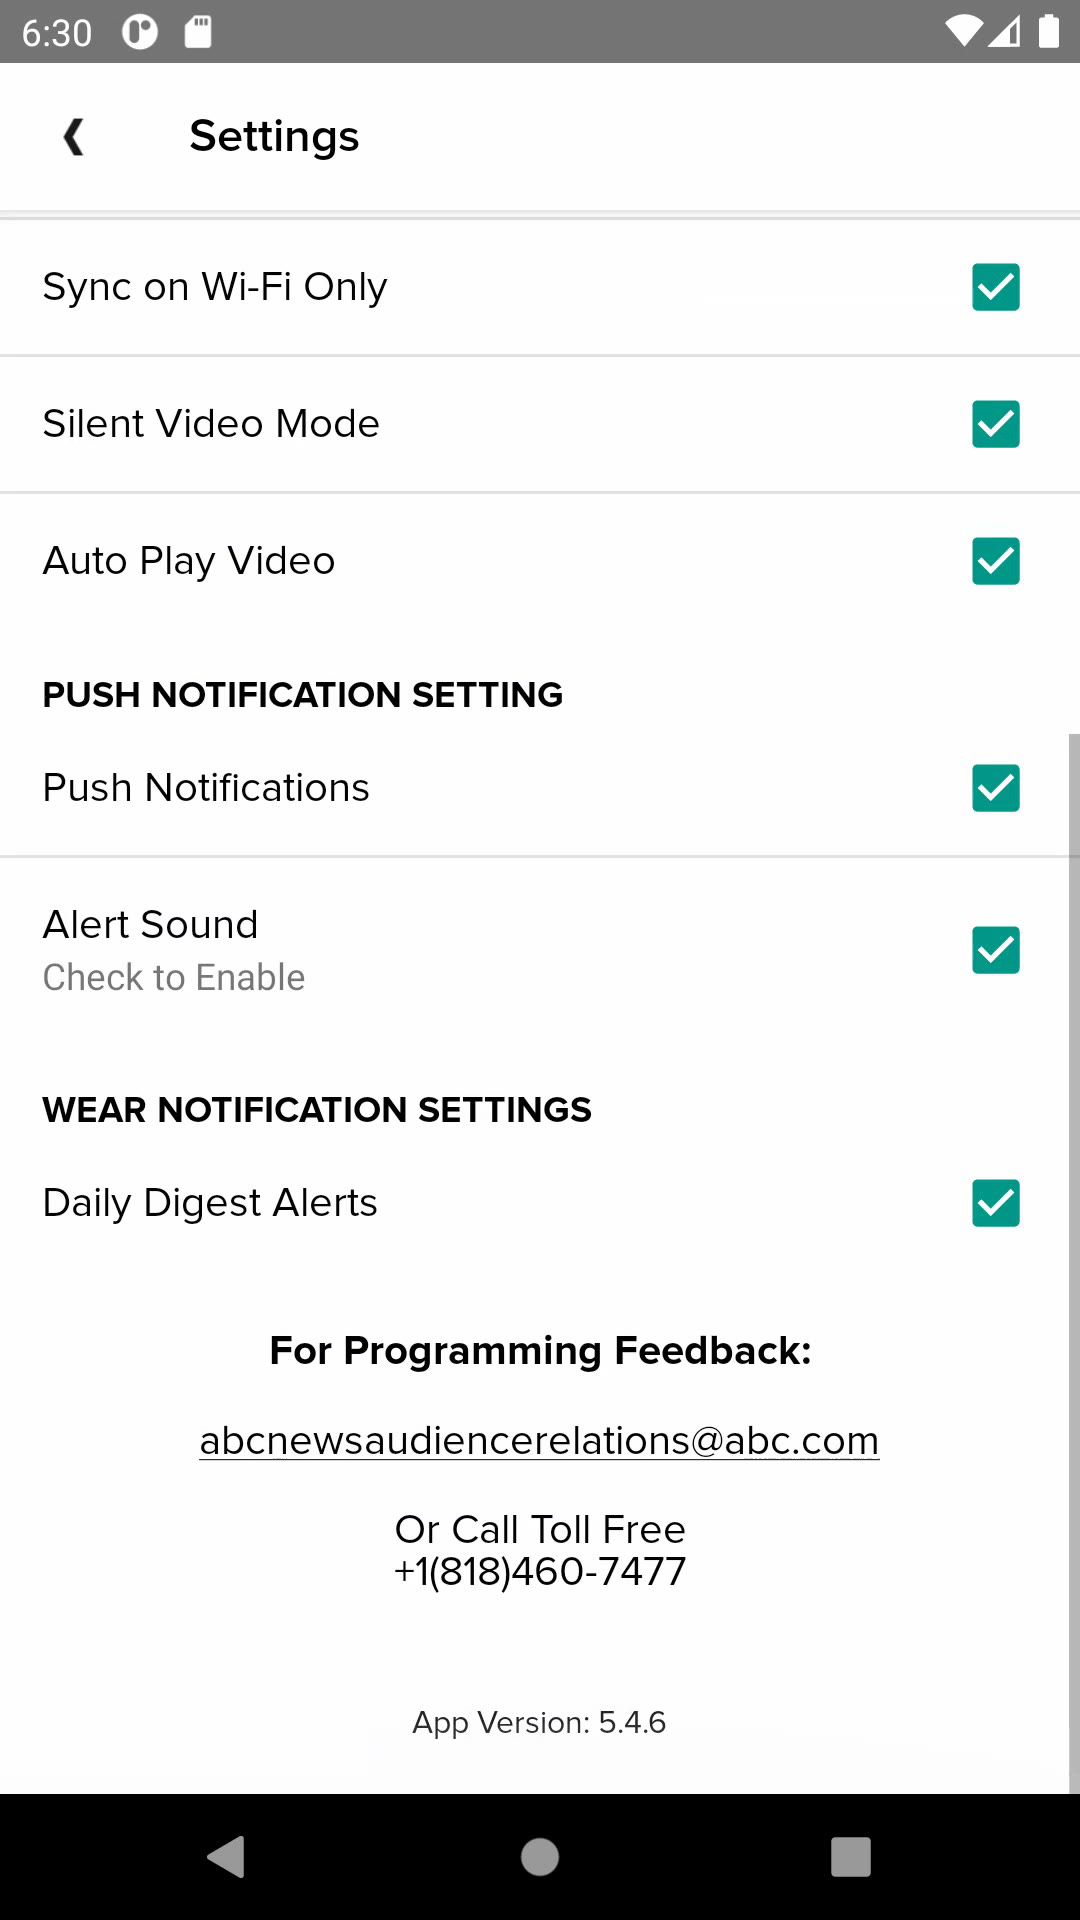 6:30
Settings
Sync on Wi-Fi Only
Silent Video Mode
Auto Play Video
PUSH NOTIFICATION SETTING
Push Notifications
Alert Sound
Check to Enable
WEAR NOTIFICATION SETTINGS
Daily Digest Alerts
For Programming Feedback:
abcnewsaudiencerelations@abc.com
Or Call Toll Free
+1(818)460-7477
App Version: 5.4.6